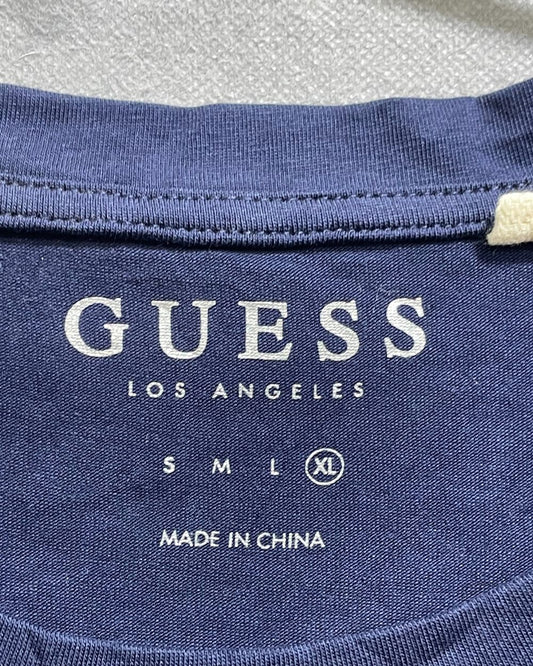 GUESS
LOS ANGELES
S M L XL
MADE IN CHINA